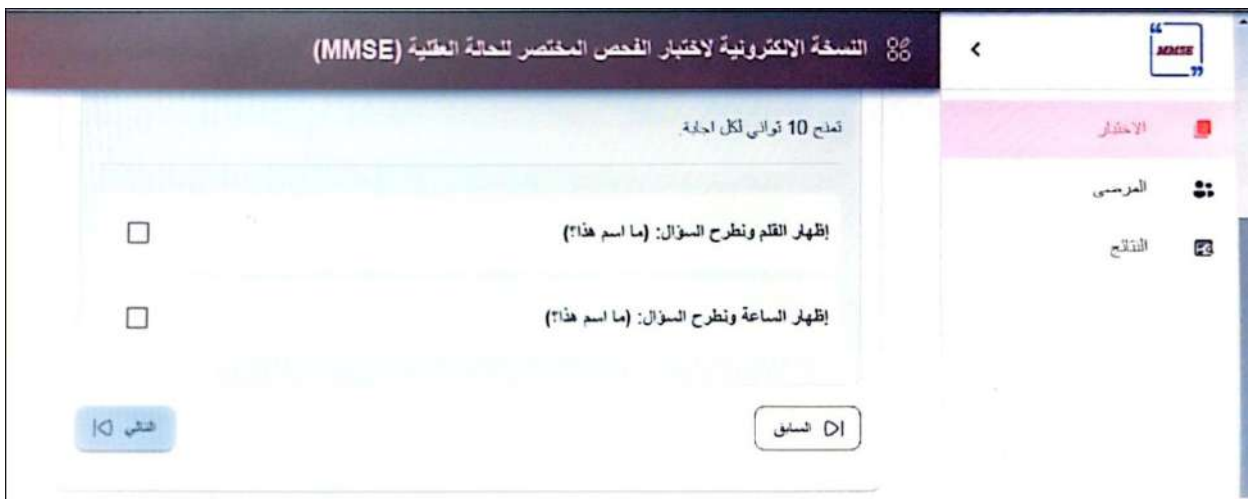 MMSE
النسخة الإلكترونية لاختبار الفحص المختصر للحالة العقلية (MMSE)
الاختبار
المرضى
النتائج
تمنح 10 ثواني لكل اجابة.
إظهار القلم ونطرح السؤال: (ما اسم هذا؟)
إظهار الساعة ونطرح السؤال: (ما اسم هذا؟)
السابق
التالي